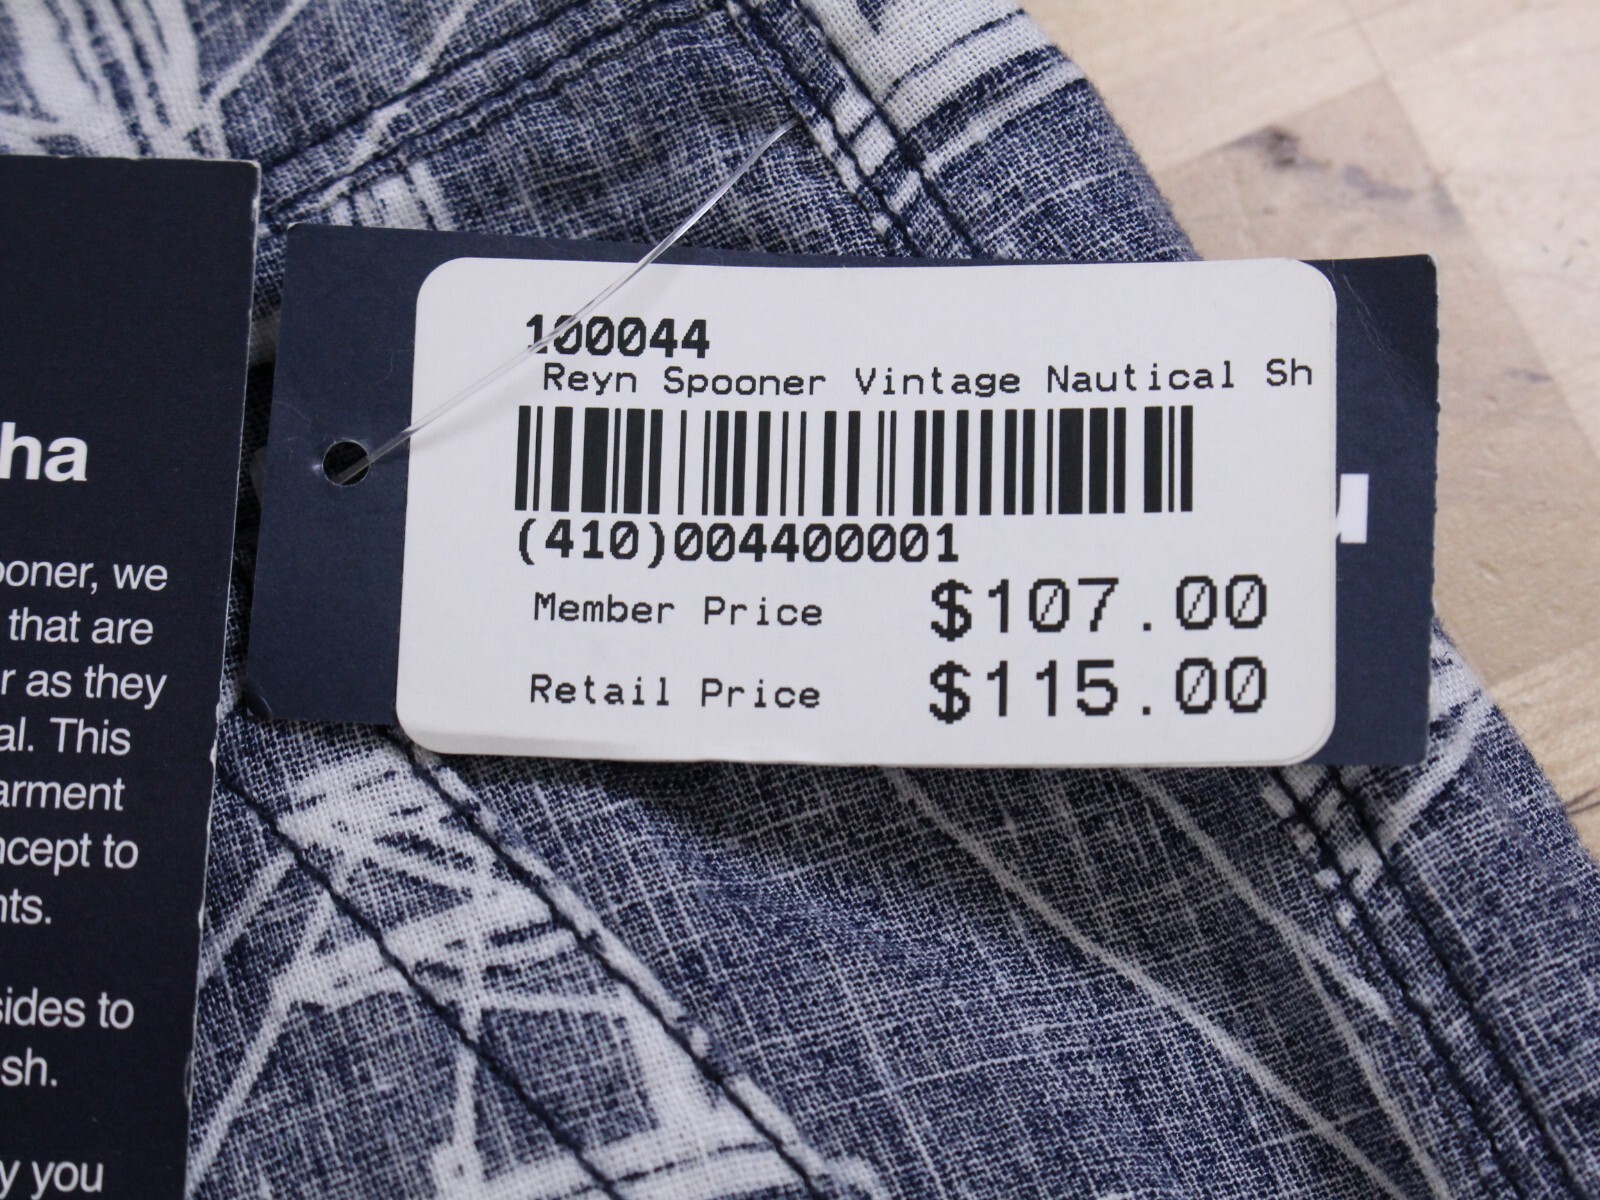 ha
ooner, we
that are
r as they
al. This
arment
ncept to
nts.
sides to
sh.
y you
100044
Reyn Spooner Vintage Nautical Sh
(410)004400001
Member Price $107.00
Retail Price $115.00